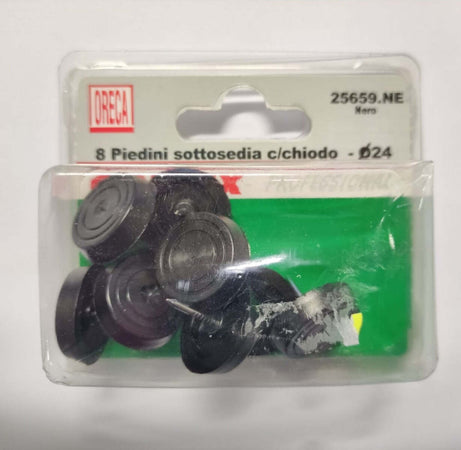 ORECA
25659.NE
Nero
8 Piedini sottosedia c/chiodo - Ø24
PROFESSIONAL